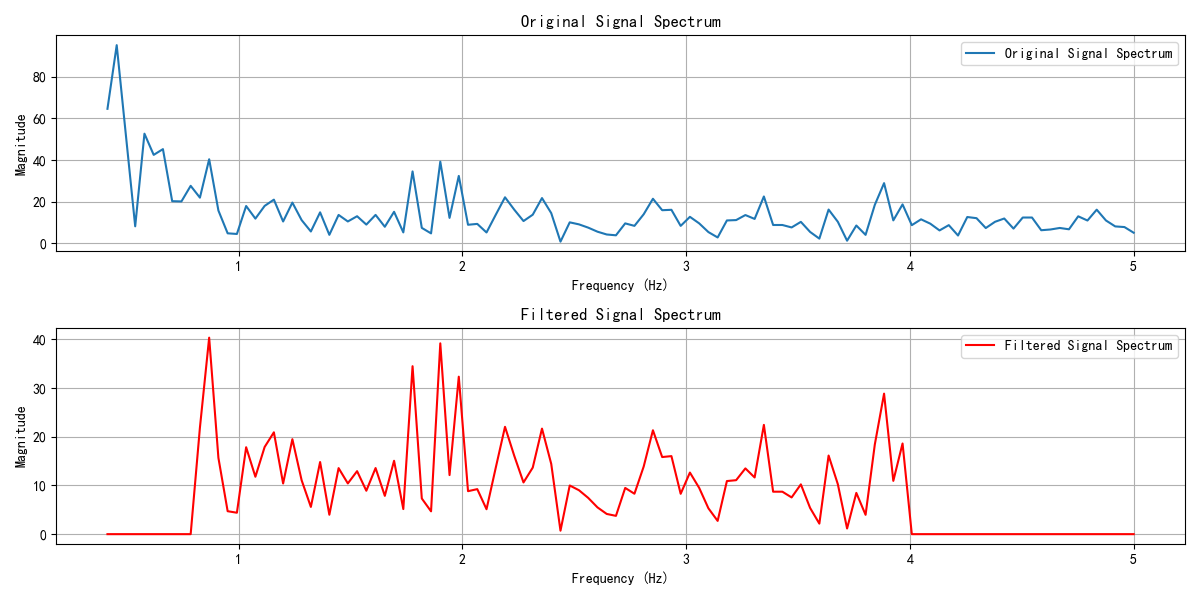 Original Signal Spectrum
Original Signal Spectrum
Magnitude
80
60
40
20
0
1 2 3 4 5
Frequency (Hz)
Filtered Signal Spectrum
Filtered Signal Spectrum
Magnitude
40
30
20
10
0
1 2 3 4 5
Frequency (Hz)